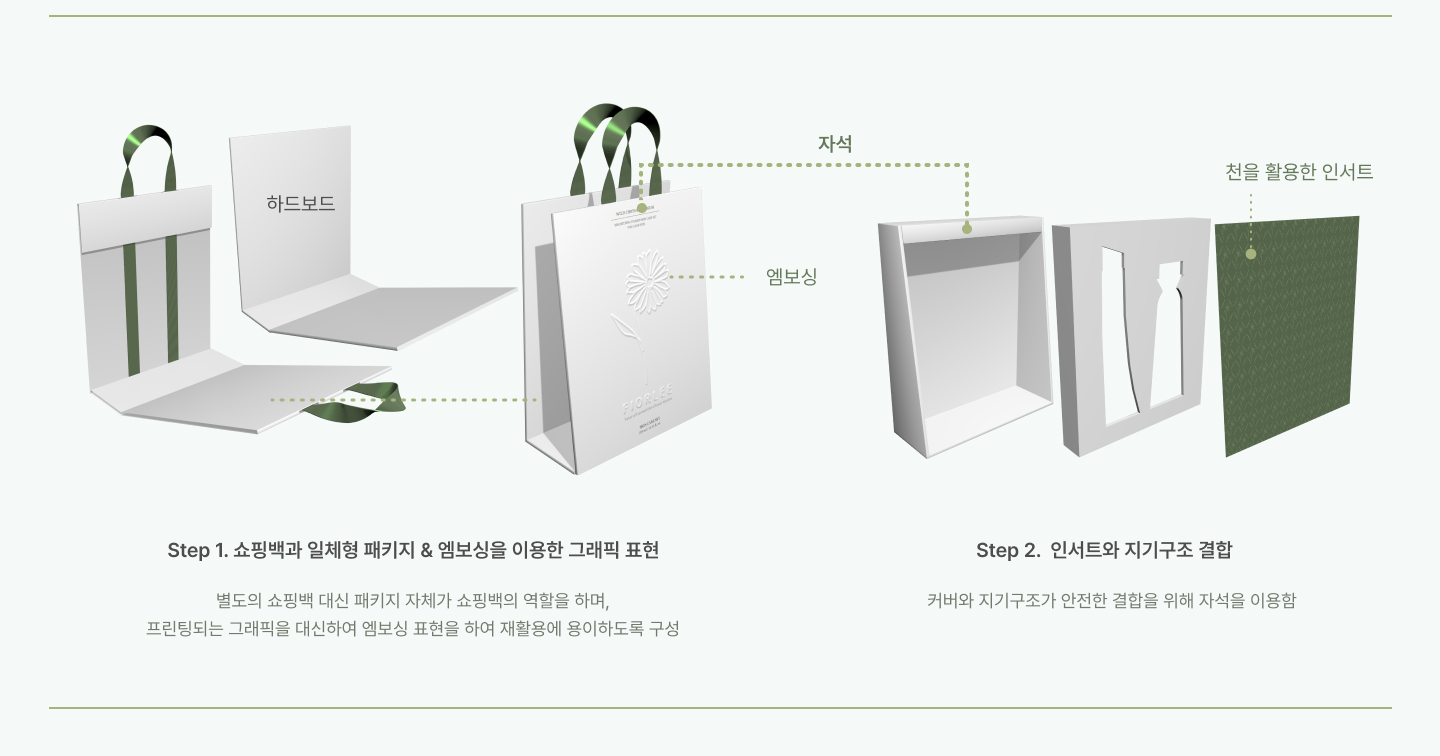 자석
천을 활용한 인서트
하드보드
엠보싱
FIORLEE
Step 1. 쇼핑백과 일체형 패키지 & 엠보싱을 이용한 그래픽 표현
별도의 쇼핑백 대신 패키지 자체가 쇼핑백의 역할을 하며,
프린팅되는 그래픽을 대신하여 엠보싱 표현을 하여 재활용에 용이하도록 구성
Step 2. 인서트와 지기구조 결합
커버와 지기구조가 안전한 결합을 위해 자석을 이용함